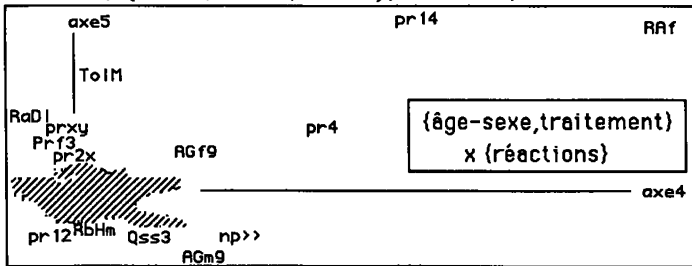 axe5
pr14
RAf
TolM
RaD
prxy
Prf3
pr2x
AGf9
pr4
{âge-sexe,traitement}
x {réactions}
axe4
pr12
RbHm
Qss3
np>>
AGm9